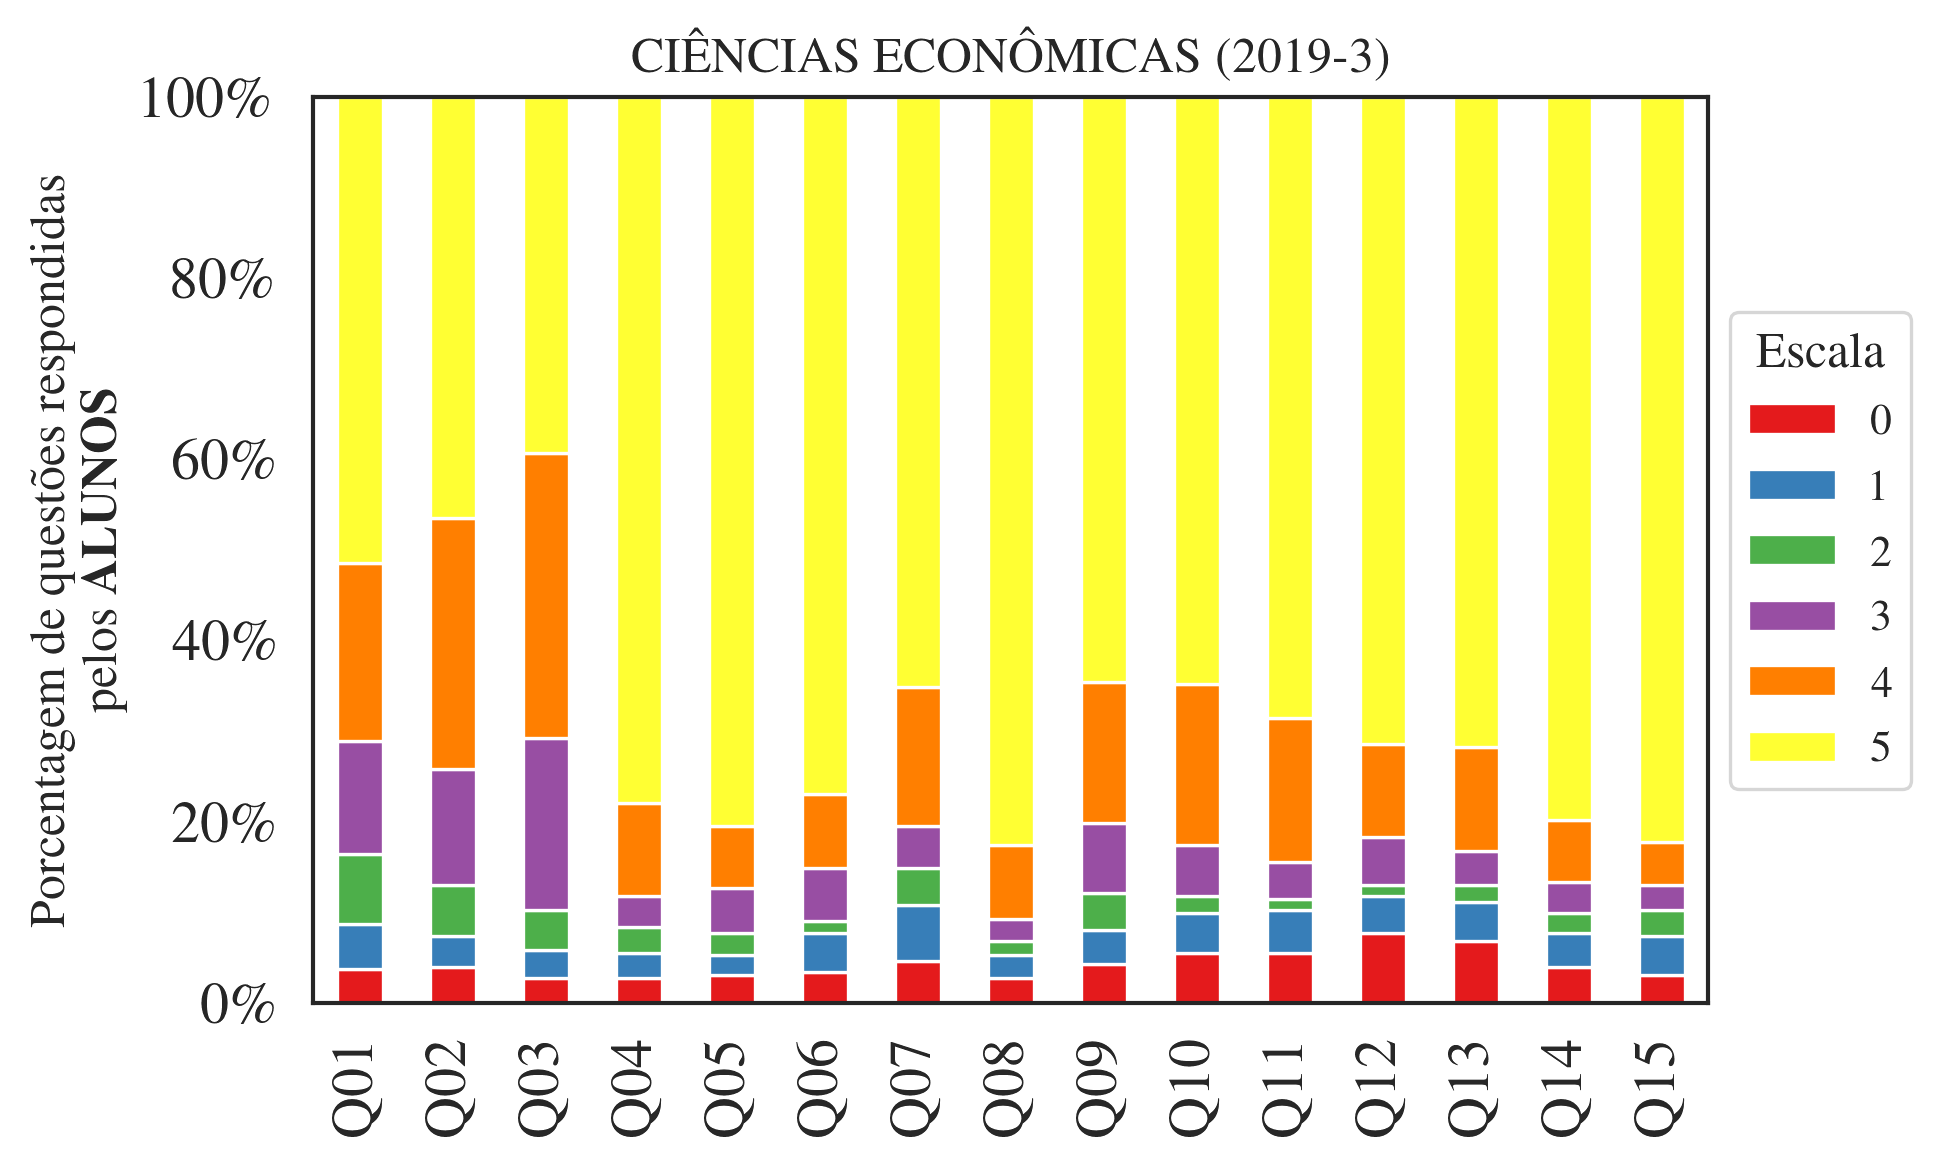 CIÊNCIAS ECONÔMICAS (2019-3)
Porcentagem de questões respondidas
pelos ALUNOS
100%
80%
60%
40%
20%
0%
Q01
Q02
Q03
Q04
Q05
Q06
Q07
Q08
Q09
Q10
Q11
Q12
Q13
Q14
Q15
Escala
0
1
2
3
4
5